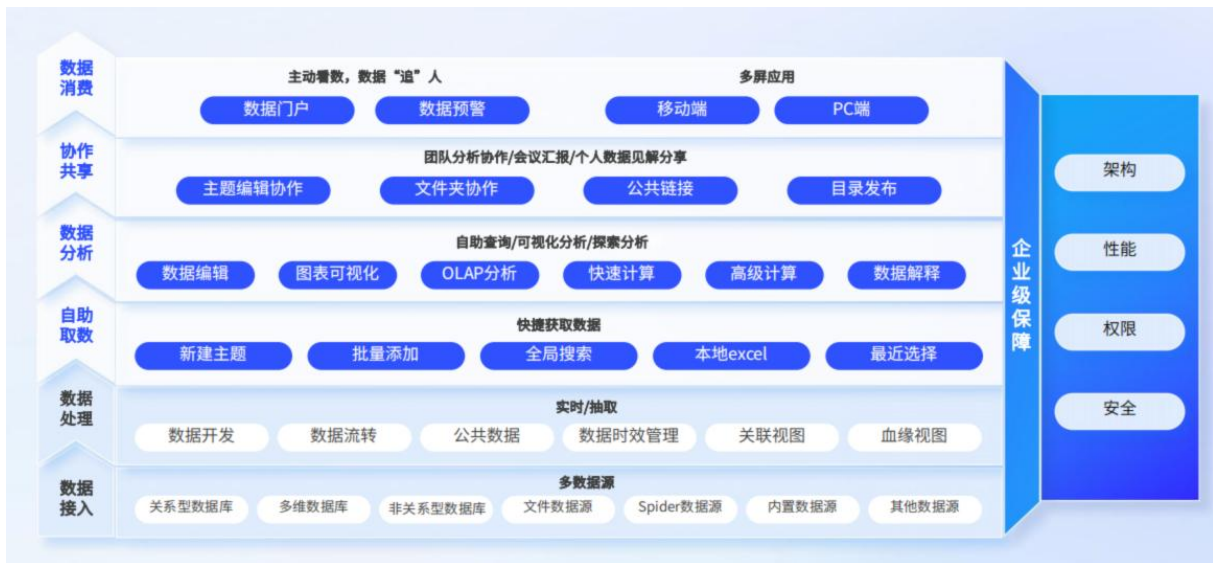 数据
消费
主动看数，数据“追”人
多屏应用
数据门户
数据预警
移动端
PC端
协作
共享
团队分析协作/会议汇报/个人数据见解分享
主题编辑协作
文件夹协作
公共链接
目录发布
数据
分析
自助查询/可视化分析/探索分析
数据编辑
图表可视化
OLAP分析
快速计算
高级计算
数据解释
自助
取数
快捷获取数据
新建主题
批量添加
全局搜索
本地excel
最近选择
数据
处理
实时/抽取
数据开发
数据流转
公共数据
数据时效管理
关联视图
血缘视图
数据
接入
多数据源
关系型数据库
多维数据库
非关系型数据库
文件数据源
Spider数据源
内置数据源
其他数据源
企业级保障
架构
性能
权限
安全